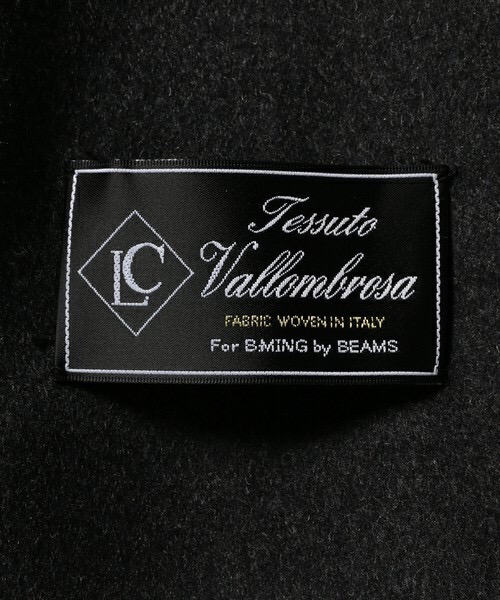 LC
Tessuto
Vallombrosa
FABRIC WOVEN IN ITALY
For B:MING by BEAMS